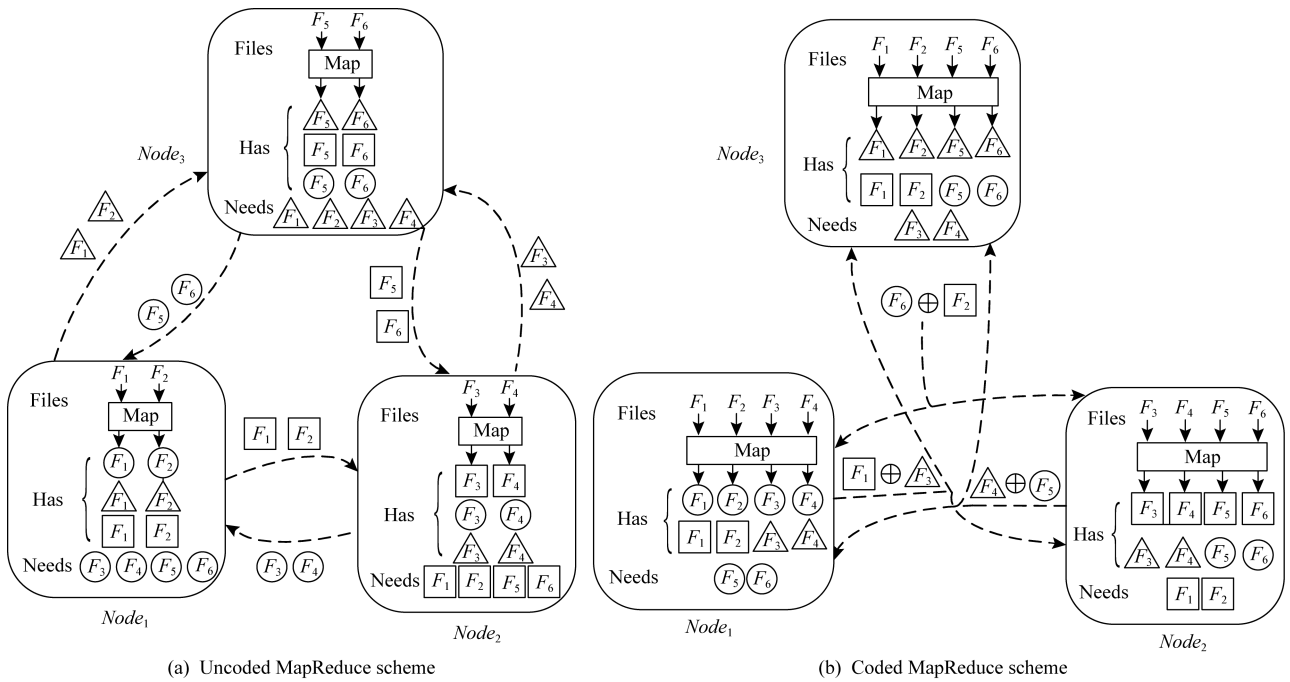 F5 F6
Files
Map
F5 F6
Has
F5 F6
F5 F6
Node3
Needs
F1 F2 F3 F4
F2
F1
F6
F5
F5
F6
F3
F4
F1 F2
Files
Map
F1 F2
Has
F1 F2
F1 F2
Needs F3 F4 F5 F6
Node1
F1 F2
F3 F4
F3 F4
Files
Map
F3 F4
Has
F3 F4
F3 F4
Needs
F1 F2 F5 F6
Node2
(a) Uncoded MapReduce scheme
F1 F2 F5 F6
Files
Map
Node3
F1 F2 F5 F6
Has
F1 F2 F5 F6
Needs
F3 F4
F6 ⊕ F2
F1 F2 F3 F4
Files
Map
F1 F2 F3 F4
Has
F1 F2 F3 F4
Needs
F5 F6
Node1
F1 ⊕ F3
F4 ⊕ F5
F3 F4 F5 F6
Files
Map
F3 F4 F5 F6
Has
F3 F4 F5 F6
Needs
F1 F2
Node2
(b) Coded MapReduce scheme